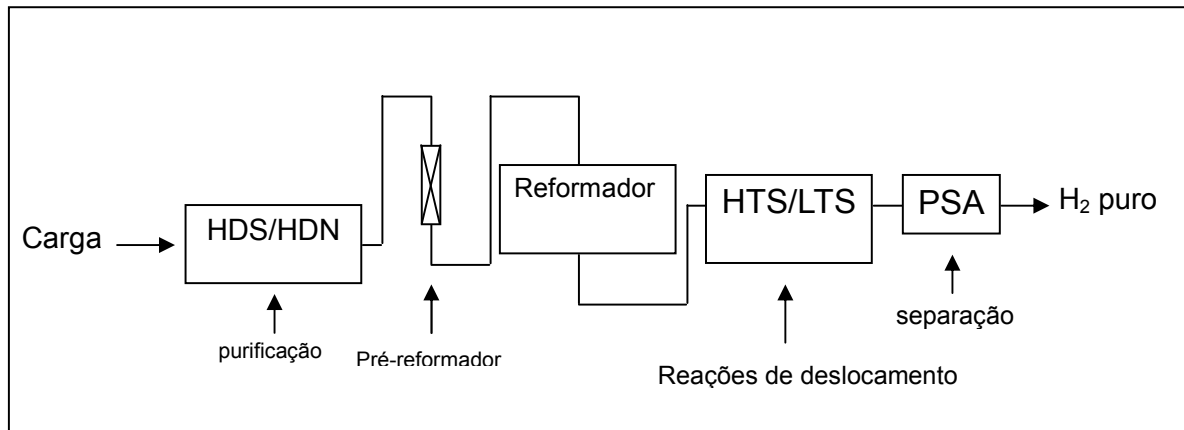 Carga
HDS/HDN
purificação
Pré-reformador
Reformador
HTS/LTS
Reações de deslocamento
PSA
separação
H₂ puro